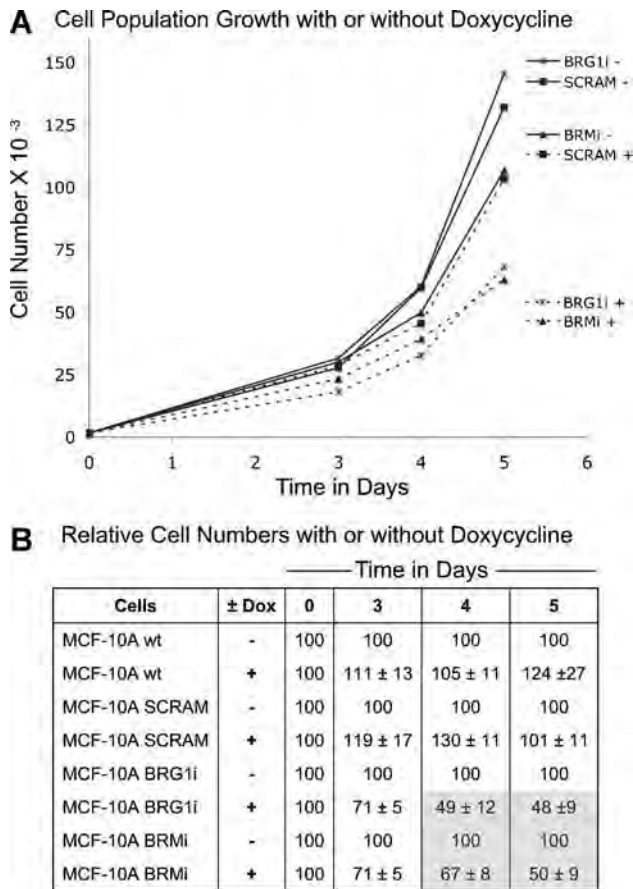 A Cell Population Growth with or without Doxycycline
150
125
100
75
50
25
0
Cell Number X 10 -3
BRG1i -
SCRAM -
BRMi -
SCRAM +
BRG1i +
BRMi +
0 1 2 3 4 5 6
Time in Days
B Relative Cell Numbers with or without Doxycycline
Time in Days
Cells ± Dox 0 3 4 5
MCF-10A wt - 100 100 100 100
MCF-10A wt + 100 111 ± 13 105 ± 11 124 ±27
MCF-10A SCRAM - 100 100 100 100
MCF-10A SCRAM + 100 119 ± 17 130 ± 11 101 ± 11
MCF-10A BRG1i - 100 100 100 100
MCF-10A BRG1i + 100 71 ± 5 49 ± 12 48 ±9
MCF-10A BRMi - 100 100 100 100
MCF-10A BRMi + 100 71 ± 5 67 ± 8 50 ± 9